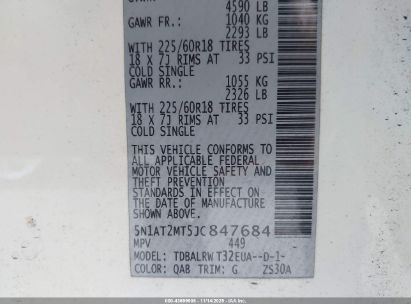 4590 LB
GAWR FR.: 1040 KG
2293 LB
WITH 225/60R18 TIRES
18 X 7J RIMS AT 33 PSI
COLD SINGLE
GAWR RR.: 1055 KG
2326 LB
WITH 225/60R18 TIRES
18 X 7J RIMS AT 33 PSI
COLD SINGLE
THIS VEHICLE CONFORMS TO
ALL APPLICABLE FEDERAL
MOTOR VEHICLE SAFETY AND
THEFT PREVENTION
STANDARDS IN EFFECT ON
THE DATE OF MANUFACTURE
SHOWN ABOVE.
5N1AT2MT5JC847684
MPV 449
MODEL: TDBALRWT32EUA--D-1-
COLOR: QAB TRIM: G ZS30A